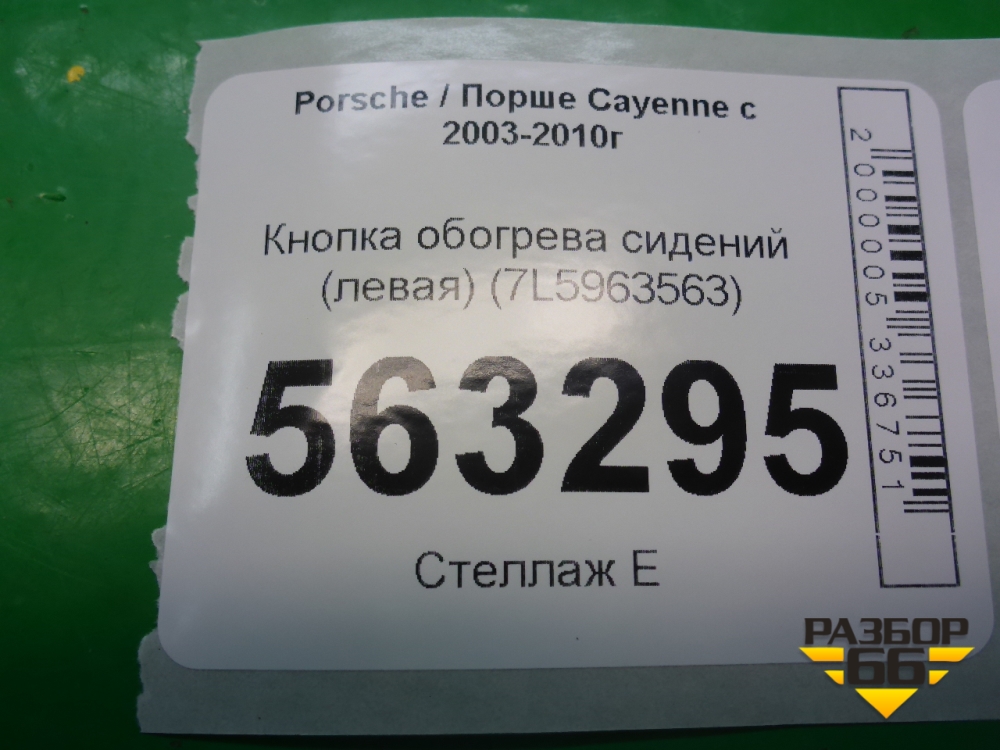 Porsche / Порше Cayenne с
2003-2010г
Кнопка обогрева сидений
(левая) (7L5963563)
563295
Стеллаж Е
2000005336751
РАЗБОР
66